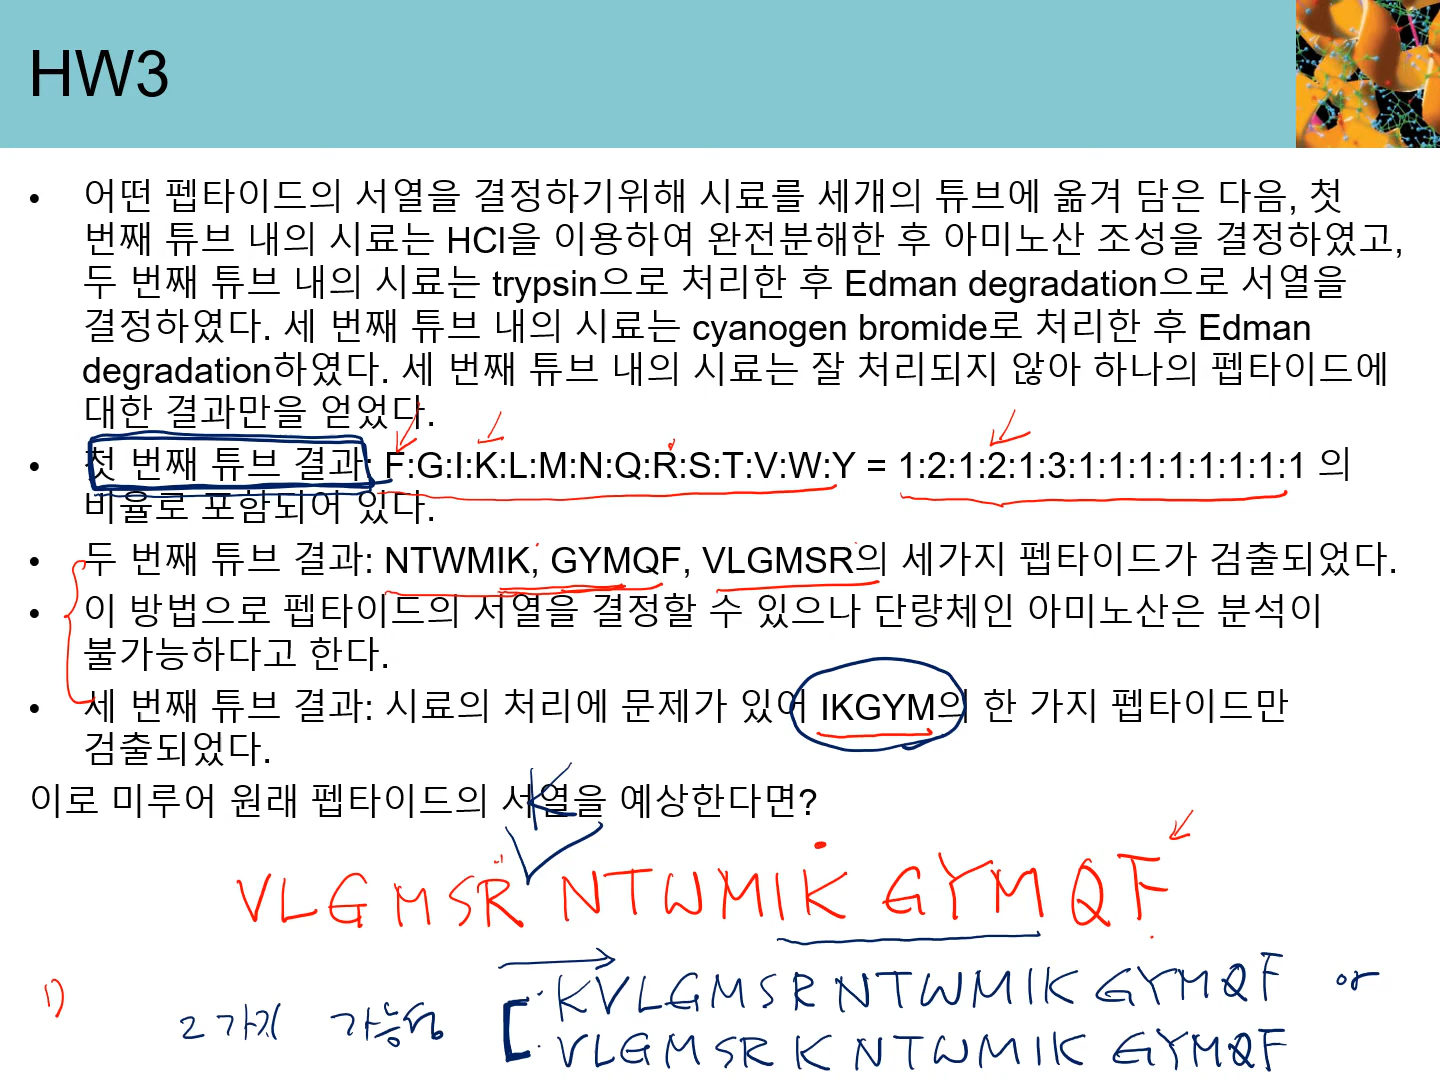 HW3
• 어떤 펩타이드의 서열을 결정하기위해 시료를 세개의 튜브에 옮겨 담은 다음, 첫
번째 튜브 내의 시료는 HCl을 이용하여 완전분해한 후 아미노산 조성을 결정하였고,
두 번째 튜브 내의 시료는 trypsin으로 처리한 후 Edman degradation으로 서열을
결정하였다. 세 번째 튜브 내의 시료는 cyanogen bromide로 처리한 후 Edman
degradation하였다. 세 번째 튜브 내의 시료는 잘 처리되지 않아 하나의 펩타이드에
대한 결과만을 얻었다.
• 첫 번째 튜브 결과: F:G:I:K:L:M:N:Q:R:S:T:V:W:Y = 1:2:1:2:1:3:1:1:1:1:1:1:1:1 의
비율로 포함되어 있다.
• 두 번째 튜브 결과: NTWMIK, GYMQF, VLGMSR의 세가지 펩타이드가 검출되었다.
• 이 방법으로 펩타이드의 서열을 결정할 수 있으나 단량체인 아미노산은 분석이
불가능하다고 한다.
• 세 번째 튜브 결과: 시료의 처리에 문제가 있어 IKGYM의 한 가지 펩타이드만
검출되었다.
이로 미루어 원래 펩타이드의 서열을 예상한다면?
K
VLGMSR NTWMIK GYMQF
KVLGMSRNTWMIK GYMQF or
1) 2가지 가능성
VLGMSRKNTWMIK GYMQF